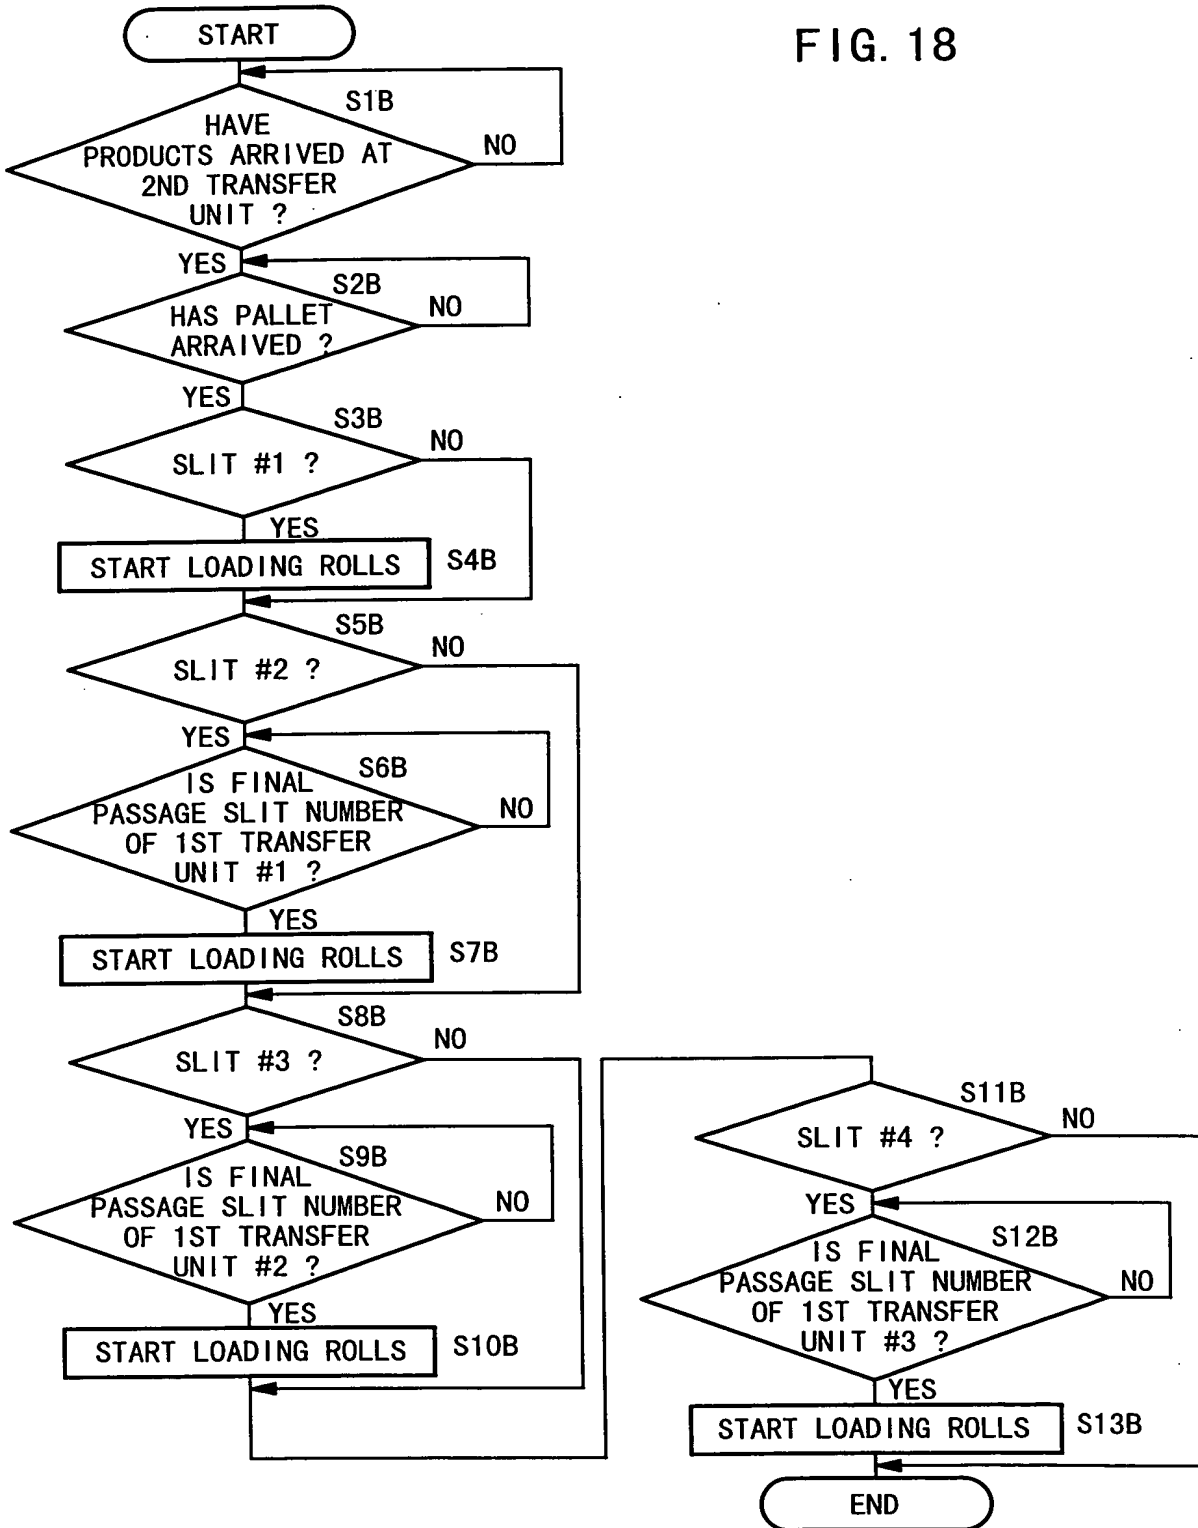 FIG. 18
START
S1B
HAVE
PRODUCTS ARRIVED AT
2ND TRANSFER
UNIT ?
NO
YES
S2B
HAS PALLET
ARRAIVED ?
NO
YES
S3B
SLIT #1 ?
NO
YES
START LOADING ROLLS
S4B
S5B
SLIT #2 ?
NO
YES
S6B
IS FINAL
PASSAGE SLIT NUMBER
OF 1ST TRANSFER
UNIT #1 ?
NO
YES
START LOADING ROLLS
S7B
S8B
SLIT #3 ?
NO
YES
S9B
IS FINAL
PASSAGE SLIT NUMBER
OF 1ST TRANSFER
UNIT #2 ?
NO
YES
START LOADING ROLLS
S10B
S11B
SLIT #4 ?
NO
YES
S12B
IS FINAL
PASSAGE SLIT NUMBER
OF 1ST TRANSFER
UNIT #3 ?
NO
YES
START LOADING ROLLS
S13B
END